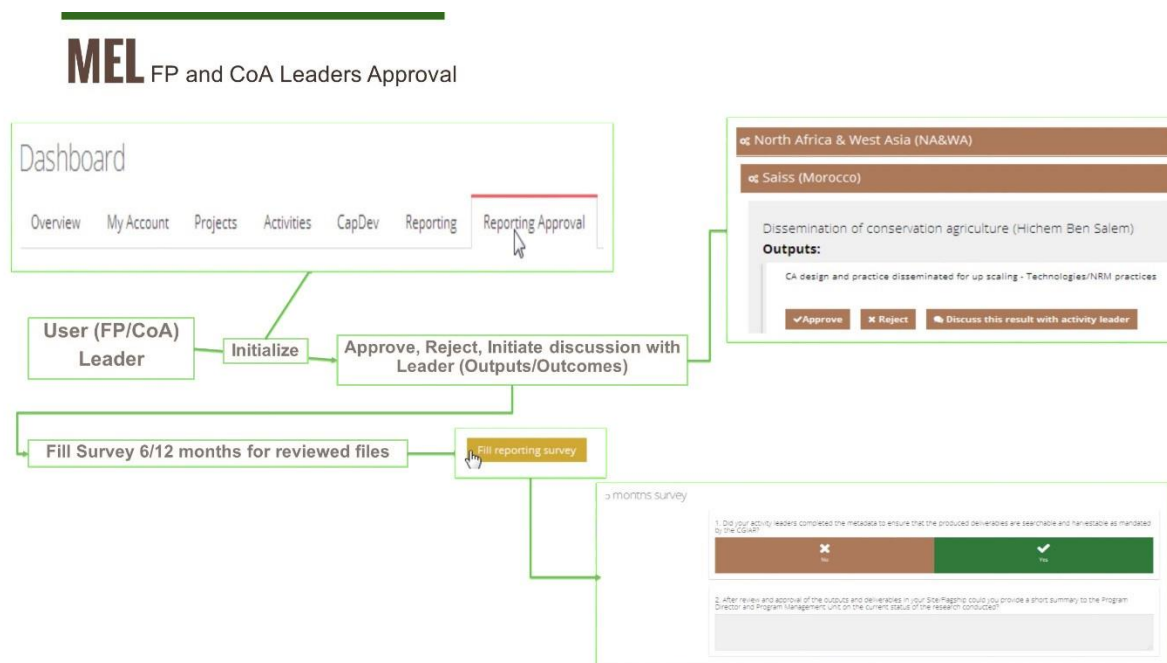 MEL FP and CoA Leaders Approval
Dashboard
Overview My Account Projects Activities CapDev Reporting Reporting Approval
North Africa & West Asia (NA&WA)
Saiss (Morocco)
Dissemination of conservation agriculture (Hichem Ben Salem)
Outputs:
CA design and practice disseminated for up scaling - Technologies/NRM practices
Approve Reject Discuss this result with activity leader
User (FP/CoA)
Leader
Initialize
Approve, Reject, Initiate discussion with
Leader (Outputs/Outcomes)
Fill Survey 6/12 months for reviewed files
Fill reporting survey
months survey
1. Did your activity leaders completed the metadata to ensure that the produced deliverables are searchable and harvestable as mandated
by the CGIAR?
No Yes
2. After review and approval of the outputs and deliverables in your Site/Flagship could you provide a short summary to the Program
Director and Program Management Unit on the current status of the research conducted?